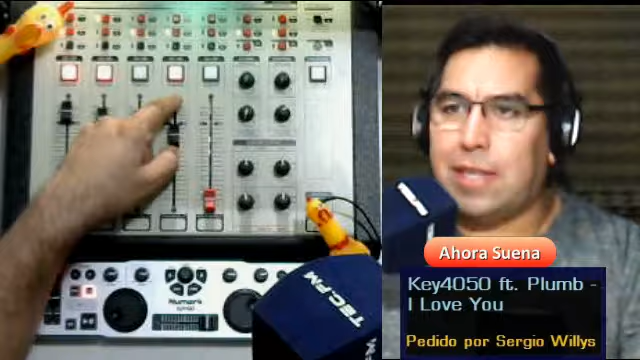 Numark
TEC.FM
Ahora Suena
Key4050 ft. Plumb -
I Love You
Pedido por Sergio Willys